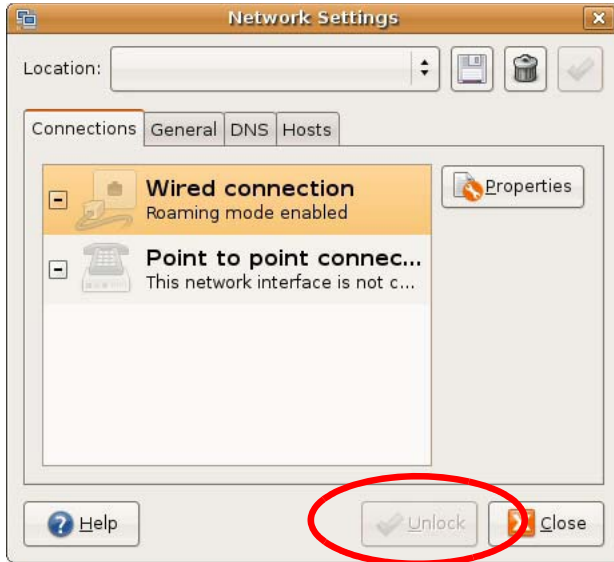 Network Settings
Location:
Connections General DNS Hosts
Wired connection
Roaming mode enabled
Properties
Point to point connec...
This network interface is not c...
Help Unlock Close